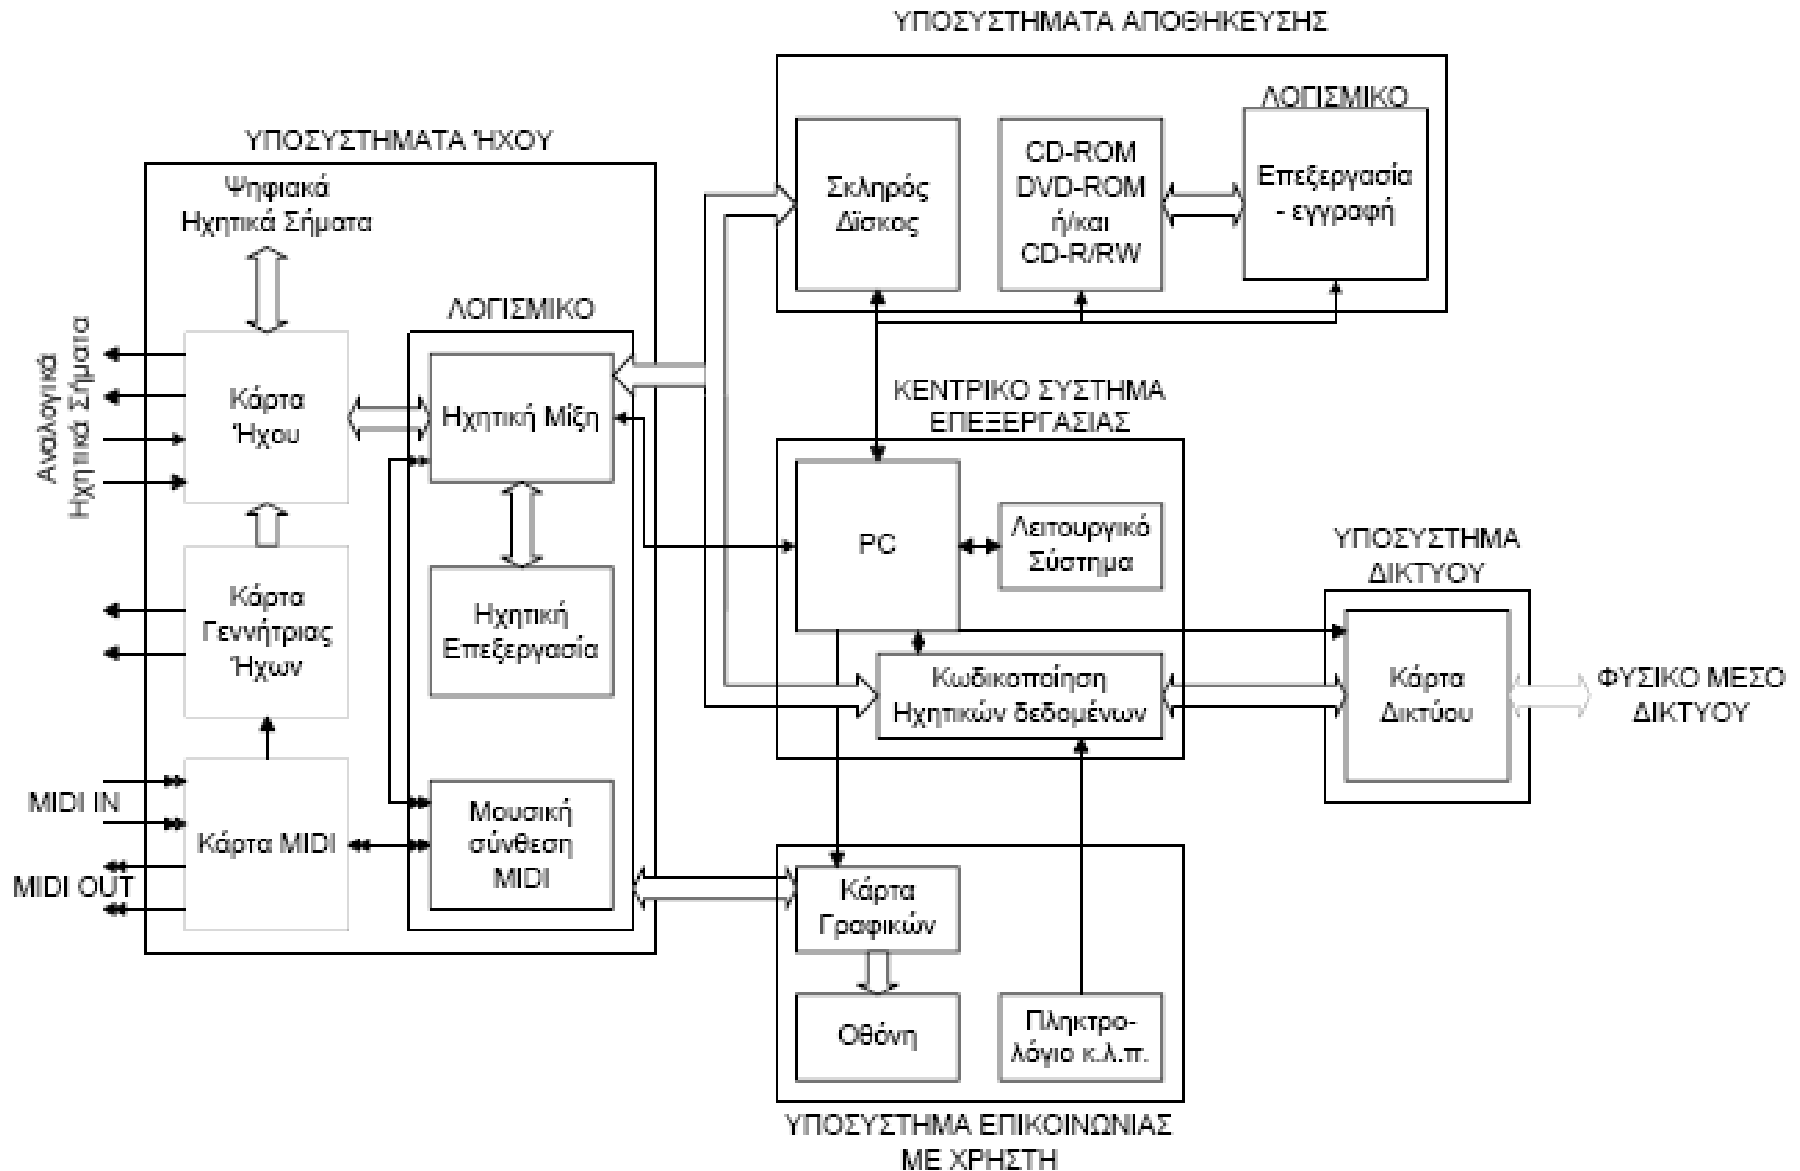 ΥΠΟΣΥΣΤΗΜΑΤΑ ΑΠΟΘΗΚΕΥΣΗΣ
ΛΟΓΙΣΜΙΚΟ
Σκληρός
Δϊσκος
CD-ROM
DVD-ROM
ή/και
CD-R/RW
Επεξεργασία
- εγγραφή
ΥΠΟΣΥΣΤΗΜΑΤΑ ΉΧΟΥ
Ψηφιακά
Ηχητικά Σήματα
ΛΟΓΙΣΜΙΚΟ
Αναλογικά
Ηχητικά Σήματα
Κάρτα
Ήχου
Ηχητική Μίξη
Κάρτα
Γεννήτριας
Ήχων
Ηχητική
Επεξεργασία
MIDI IN
MIDI OUT
Κάρτα MIDI
Μουσική
σύνθεση
MIDI
ΚΕΝΤΡΙΚΟ ΣΥΣΤΗΜΑ
ΕΠΕΞΕΡΓΑΣΙΑΣ
PC
Λειτουργικό
Σύστημα
Κωδικοποίηση
Ηχητικών δεδομένων
ΥΠΟΣΥΣΤΗΜΑ
ΔΙΚΤΥΟΥ
Κάρτα
Δικτύου
ΦΥΣΙΚΟ ΜΕΣΟ
ΔΙΚΤΥΟΥ
Κάρτα
Γραφικών
Οθόνη
Πληκτρο-
λόγιο κ.λ.π.
ΥΠΟΣΥΣΤΗΜΑ ΕΠΙΚΟΙΝΩΝΙΑΣ
ΜΕ ΧΡΗΣΤΗ